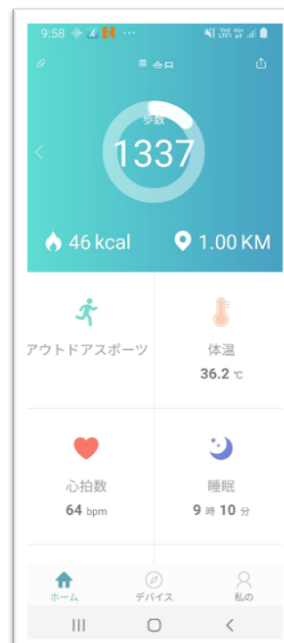 9:58
今日
歩数
1337
46 kcal
1.00 KM
アウトドアスポーツ
体温
36.2 ℃
心拍数
64 bpm
睡眠
9 時 10 分
ホーム
デバイス
私の